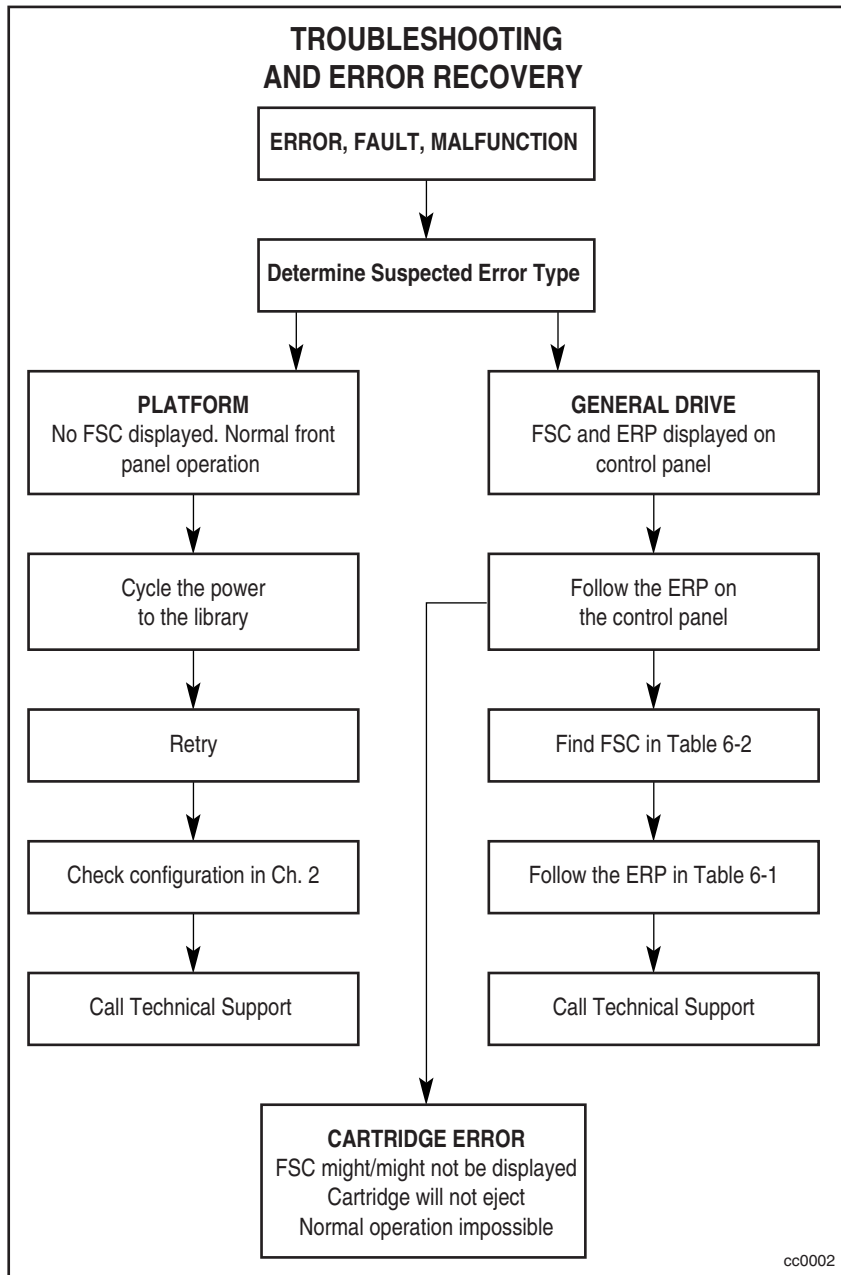 TROUBLESHOOTING
AND ERROR RECOVERY
ERROR, FAULT, MALFUNCTION
Determine Suspected Error Type
PLATFORM
No FSC displayed. Normal front
panel operation
Cycle the power
to the library
Retry
Check configuration in Ch. 2
Call Technical Support
GENERAL DRIVE
FSC and ERP displayed on
control panel
Follow the ERP on
the control panel
Find FSC in Table 6-2
Follow the ERP in Table 6-1
Call Technical Support
CARTRIDGE ERROR
FSC might/might not be displayed
Cartridge will not eject
Normal operation impossible
cc0002